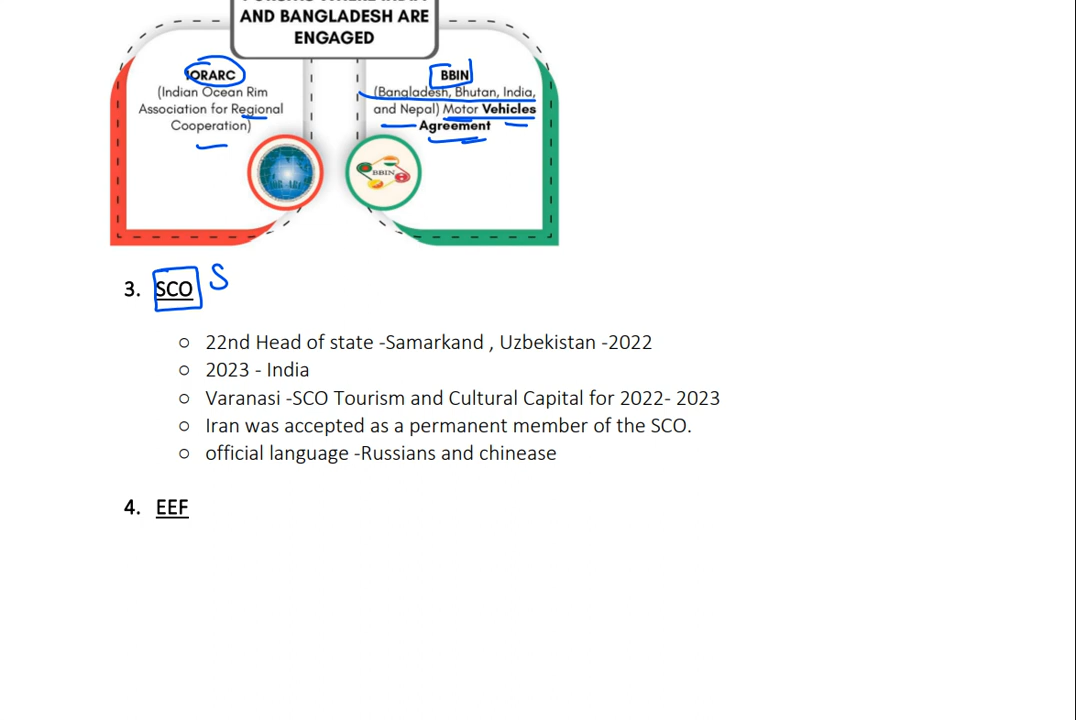 AND BANGLADESH ARE
ENGAGED
IORARC
(Indian Ocean Rim
Association for Regional
Cooperation)
BBIN
(Bangladesh, Bhutan, India,
and Nepal) Motor Vehicles
Agreement
BBIN
3. SCO S
o 22nd Head of state -Samarkand , Uzbekistan -2022
o 2023 - India
o Varanasi -SCO Tourism and Cultural Capital for 2022- 2023
o Iran was accepted as a permanent member of the SCO.
o official language -Russians and chinease
4. EEF